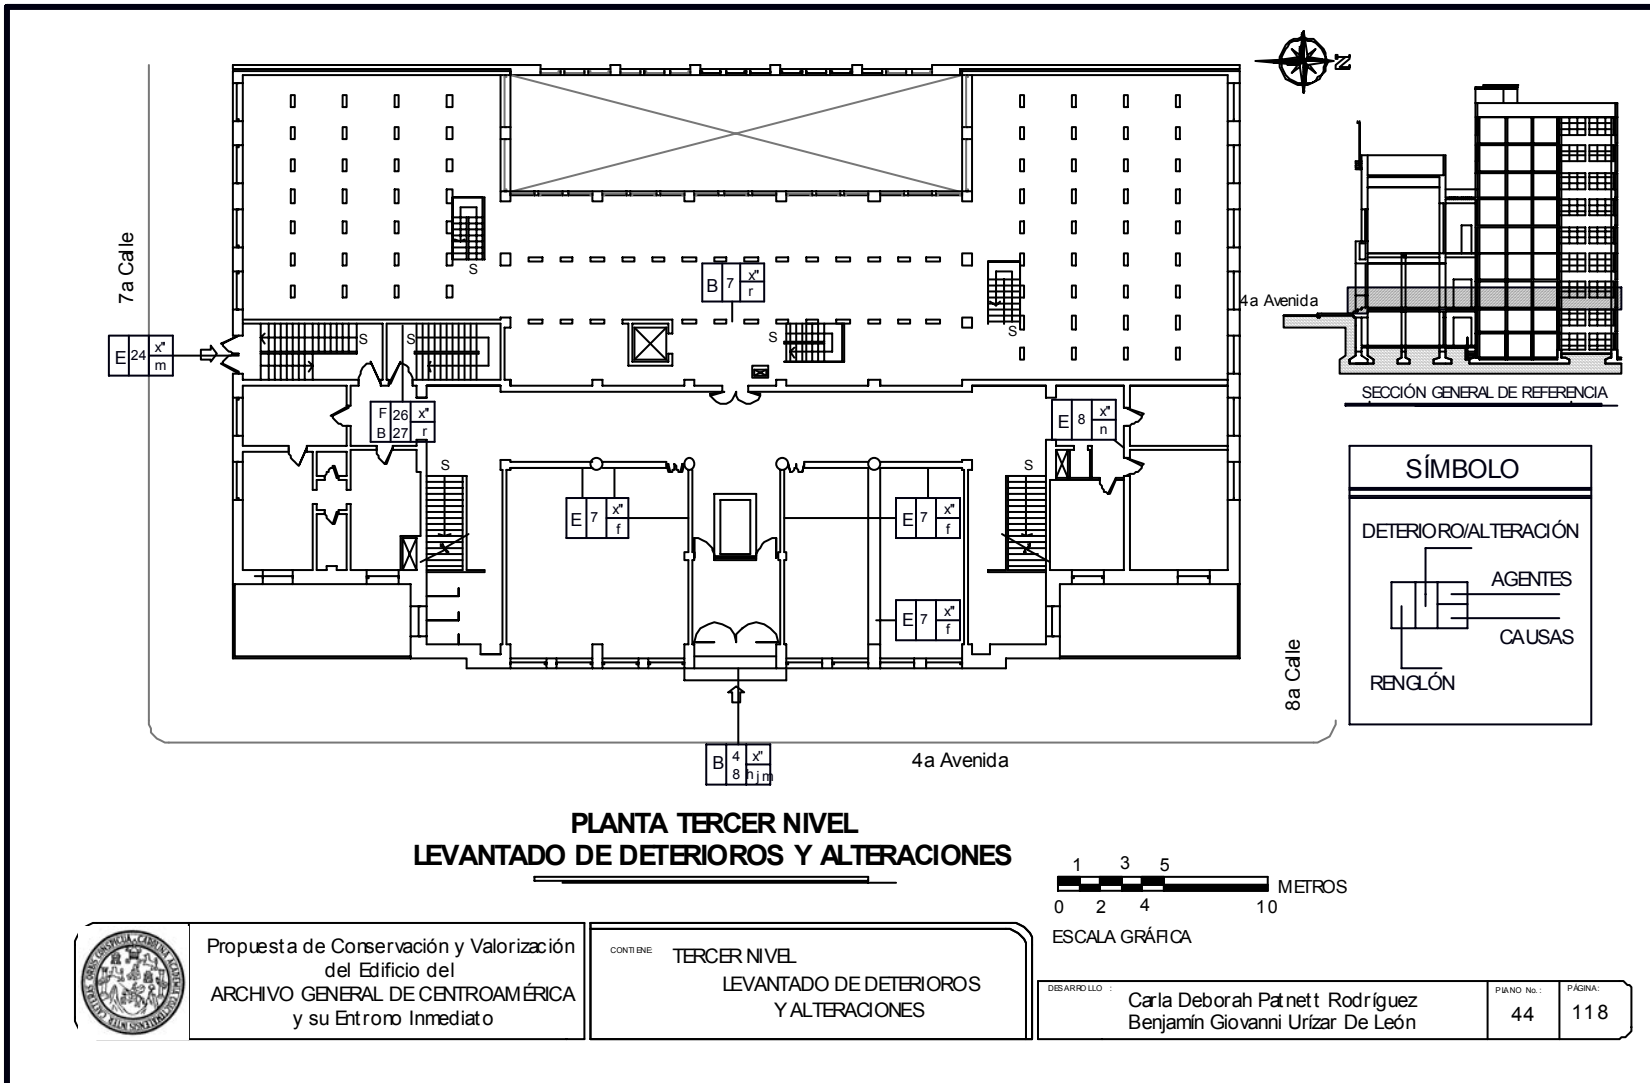 N
7a Calle
S
S
S
S
S
S
S
B 7 x" r
E 24 x" m
F 26 x"
B 27 r
E 8 x" n
E 7 x" f
E 7 x" f
E 7 x" f
B 4 x"
8 h j m
4a Avenida
8a Calle
4a Avenida
SECCIÓN GENERAL DE REFERENCIA
SÍMBOLO
DETERIORO/ALTERACIÓN
AGENTES
CAUSAS
RENGLÓN
PLANTA TERCER NIVEL
LEVANTADO DE DETERIOROS Y ALTERACIONES
1 3 5
METROS
0 2 4 10
ESCALA GRÁFICA
Propuesta de Conservación y Valorización
del Edificio del
ARCHIVO GENERAL DE CENTROAMÉRICA
y su Entrono Inmediato
CONTIENE:
TERCER NIVEL
LEVANTADO DE DETERIOROS
Y ALTERACIONES
DESARROLLO :
Carla Deborah Patnett Rodríguez
Benjamín Giovanni Urízar De León
PLANO No.:
44
PÁGINA:
118